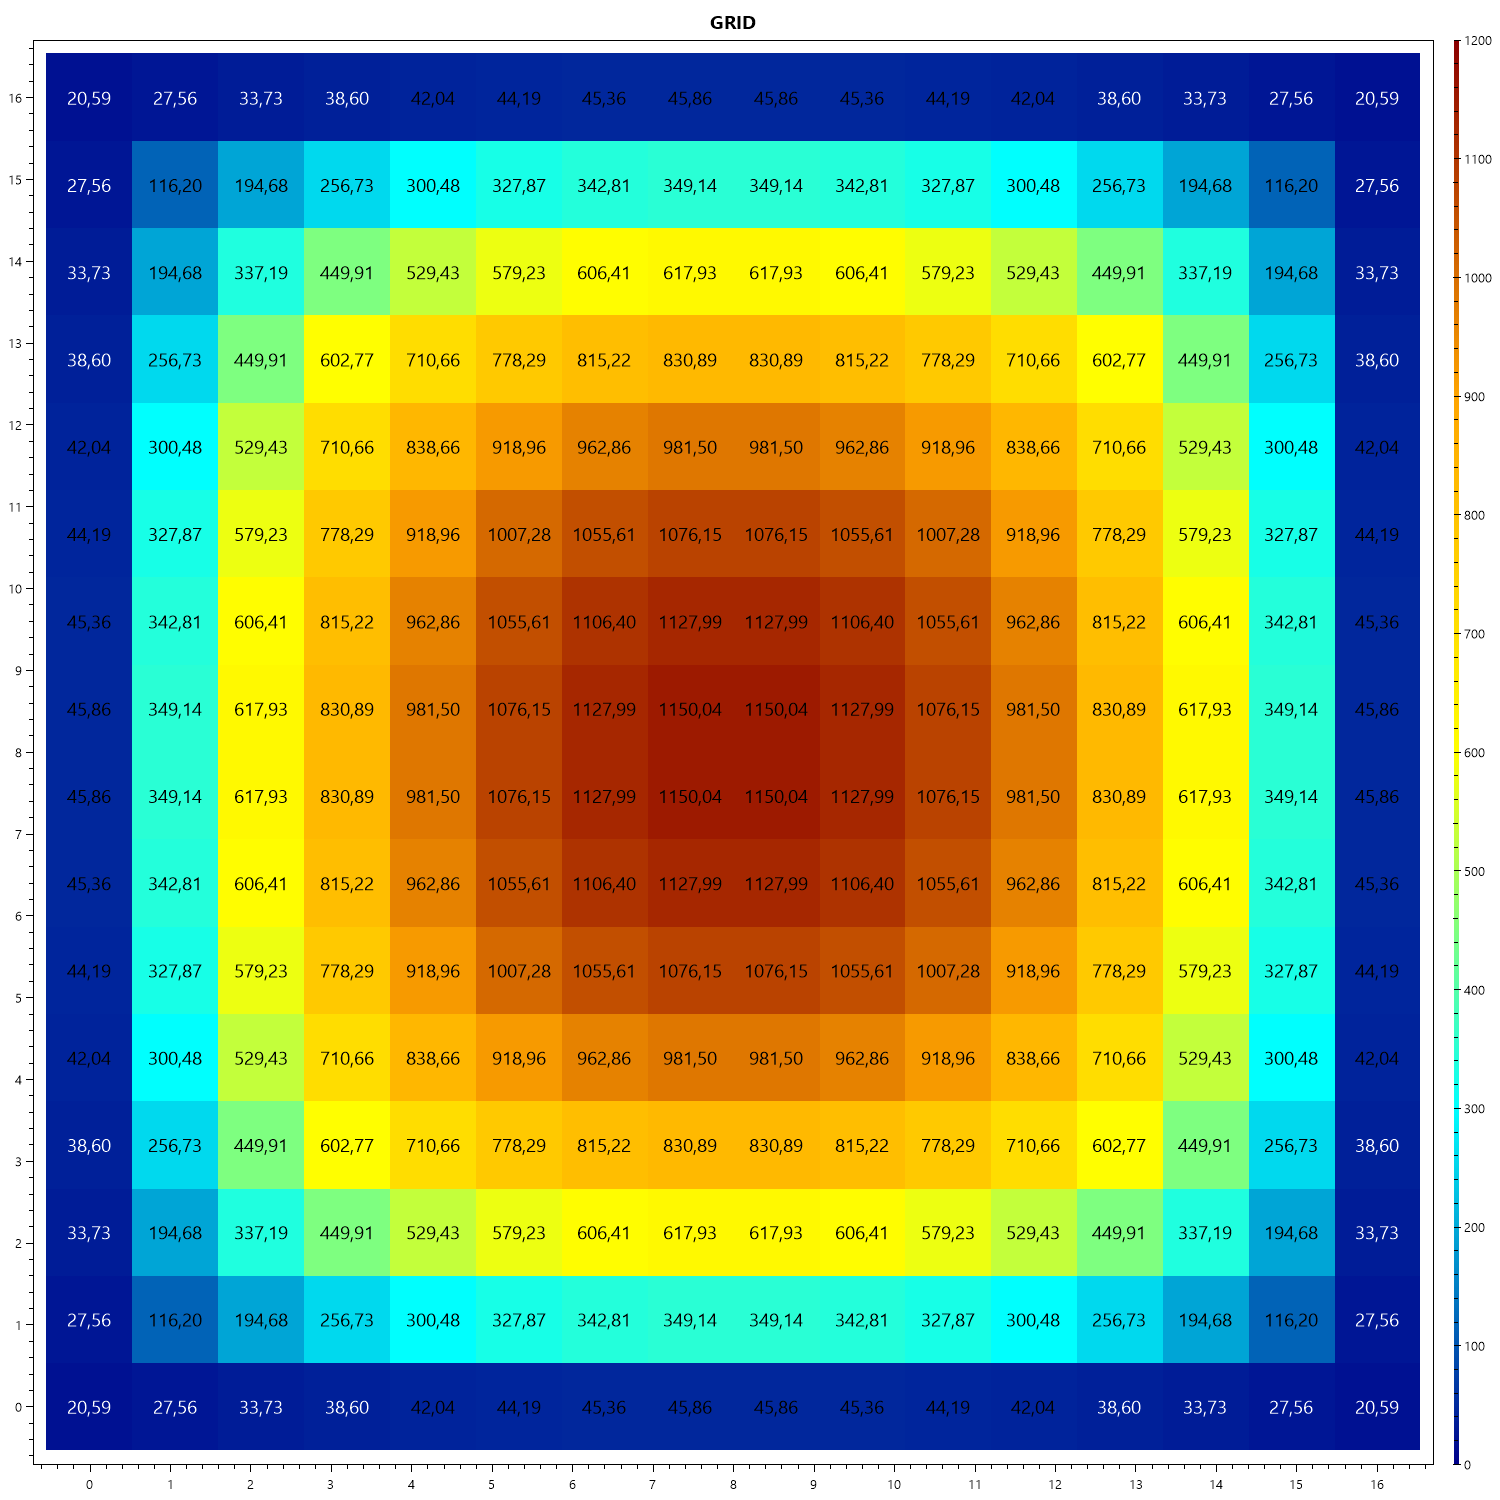 GRID
1200
16 20,59 27,56 33,73 38,60 42,04 44,19 45,36 45,86 45,86 45,36 44,19 42,04 38,60 33,73 27,56 20,59
1100
15 27,56 116,20 194,68 256,73 300,48 327,87 342,81 349,14 349,14 342,81 327,87 300,48 256,73 194,68 116,20 27,56
14 33,73 194,68 337,19 449,91 529,43 579,23 606,41 617,93 617,93 606,41 579,23 529,43 449,91 337,19 194,68 33,73
1000
13 38,60 256,73 449,91 602,77 710,66 778,29 815,22 830,89 830,89 815,22 778,29 710,66 602,77 449,91 256,73 38,60
900
12 42,04 300,48 529,43 710,66 838,66 918,96 962,86 981,50 981,50 962,86 918,96 838,66 710,66 529,43 300,48 42,04
11 800
44,19 327,87 579,23 778,29 918,96 1007,28 1055,61 1076,15 1076,15 1055,61 1007,28 918,96 778,29 579,23 327,87 44,19
10
45,36 342,81 606,41 815,22 962,86 1055,61 1106,40 1127,99 1127,99 1106,40 1055,61 962,86 815,22 606,41 342,81 45,36
700
9
45,86 349,14 617,93 830,89 981,50 1076,15 1127,99 1150,04 1150,04 1127,99 1076,15 981,50 830,89 617,93 349,14 45,86
8 600
45,86 349,14 617,93 830,89 981,50 1076,15 1127,99 1150,04 1150,04 1127,99 1076,15 981,50 830,89 617,93 349,14 45,86
7
500
45,36 342,81 606,41 815,22 962,86 1055,61 1106,40 1127,99 1127,99 1106,40 1055,61 962,86 815,22 606,41 342,81 45,36
6
44,19 327,87 579,23 778,29 918,96 1007,28 1055,61 1076,15 1076,15 1055,61 1007,28 918,96 778,29 579,23 327,87 44,19
5 400
42,04 300,48 529,43 710,66 838,66 918,96 962,86 981,50 981,50 962,86 918,96 838,66 710,66 529,43 300,48 42,04
4
300
38,60 256,73 449,91 602,77 710,66 778,29 815,22 830,89 830,89 815,22 778,29 710,66 602,77 449,91 256,73 38,60
3
200
33,73 194,68 337,19 449,91 529,43 579,23 606,41 617,93 617,93 606,41 579,23 529,43 449,91 337,19 194,68 33,73
2
1 27,56 116,20 194,68 256,73 300,48 327,87 342,81 349,14 349,14 342,81 327,87 300,48 256,73 194,68 116,20 27,56
100
0 20,59 27,56 33,73 38,60 42,04 44,19 45,36 45,86 45,86 45,36 44,19 42,04 38,60 33,73 27,56 20,59
0
0 1 2 3 4 5 6 7 8 9 10 11 12 13 14 15 16